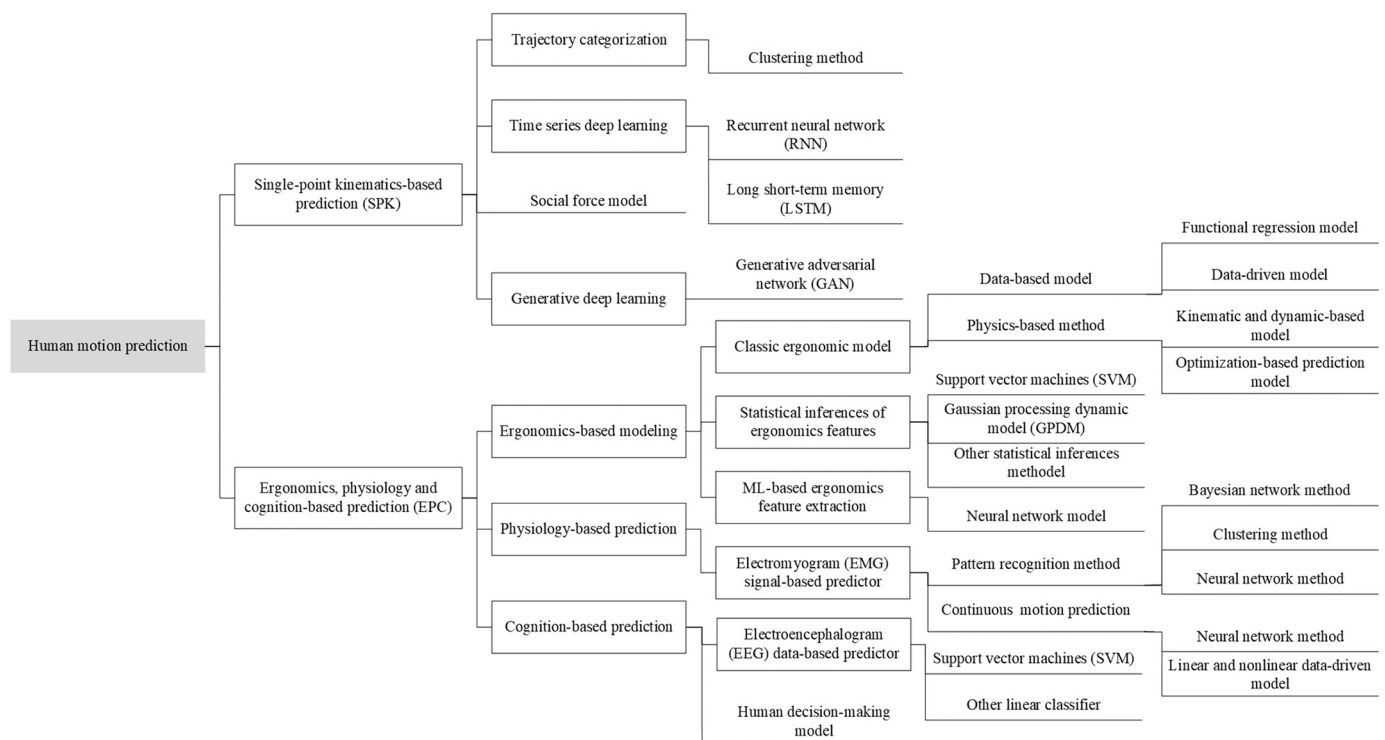 Human motion prediction
Single-point kinematics-based
prediction (SPK)
Trajectory categorization
Clustering method
Time series deep learning
Recurrent neural network
(RNN)
Long short-term memory
(LSTM)
Social force model
Generative deep learning
Generative adversarial
network (GAN)
Ergonomics, physiology and
cognition-based prediction (EPC)
Ergonomics-based modeling
Classic ergonomic model
Data-based model
Functional regression model
Data-driven model
Physics-based method
Kinematic and dynamic-based
model
Optimization-based prediction
model
Statistical inferences of
ergonomics features
Support vector machines (SVM)
Gaussian processing dynamic
model (GPDM)
Other statistical inferences
methodel
ML-based ergonomics
feature extraction
Neural network model
Physiology-based prediction
Electromyogram (EMG)
signal-based predictor
Pattern recognition method
Bayesian network method
Clustering method
Neural network method
Continuous motion prediction
Neural network method
Linear and nonlinear data-driven
model
Cognition-based prediction
Electroencephalogram
(EEG) data-based predictor
Support vector machines (SVM)
Other linear classifier
Human decision-making
model